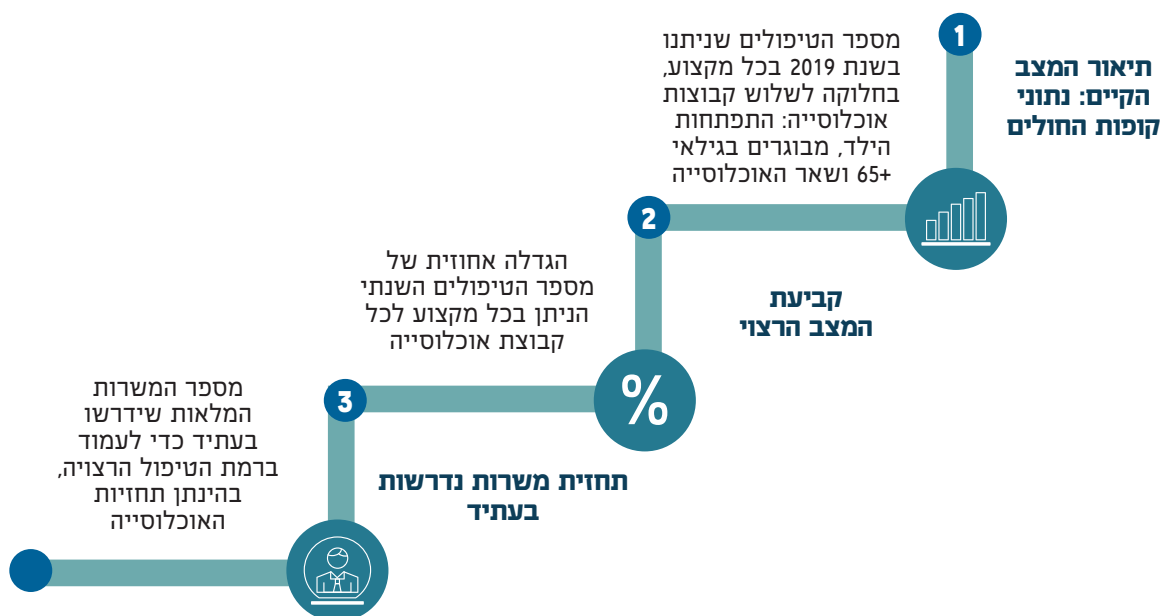 1
תיאור המצב
הקיים: נתוני
קופות החולים
מספר הטיפולים שניתנו
בשנת 2019 בכל מקצוע,
בחלוקה לשלוש קבוצות
אוכלוסייה: התפתחות
הילד, מבוגרים בגילאי
65+ ושאר האוכלוסייה
2
קביעת
המצב הרצוי
הגדלה אחוזית של
מספר הטיפולים השנתי
הניתן בכל מקצוע לכל
קבוצת אוכלוסייה
%
3
תחזית משרות נדרשות
בעתיד
מספר המשרות
המלאות שידרשו
בעתיד כדי לעמוד
ברמת הטיפול הרצויה,
בהינתן תחזיות
האוכלוסייה